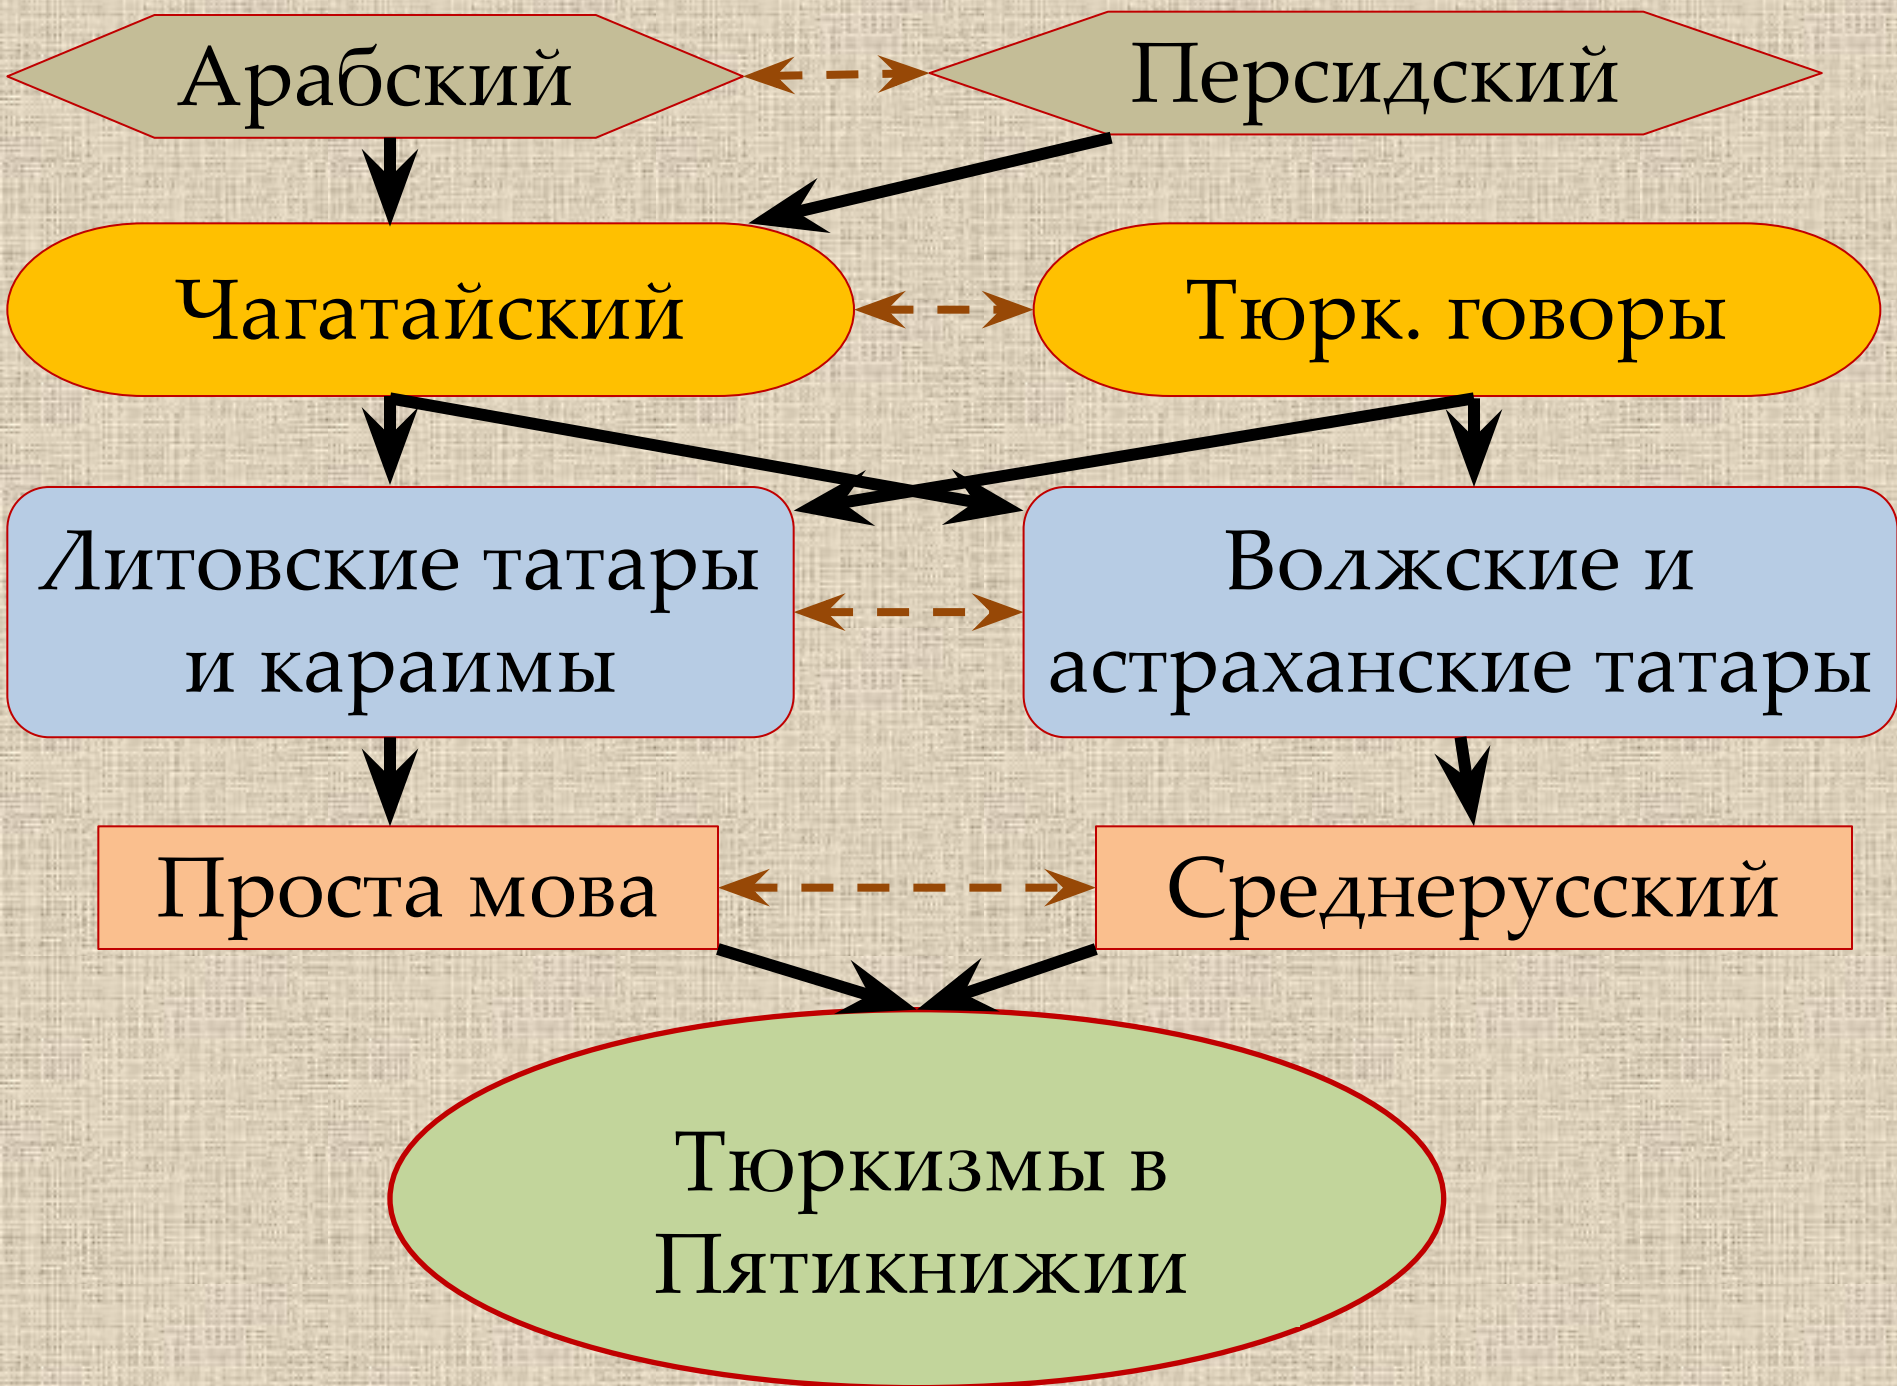 Арабский
Персидский
Чагатайский
Тюрк. говоры
Литовские татары
и караимы
Волжские и
астраханские татары
Проста мова
Среднерусский
Тюркизмы в
Пятикнижии